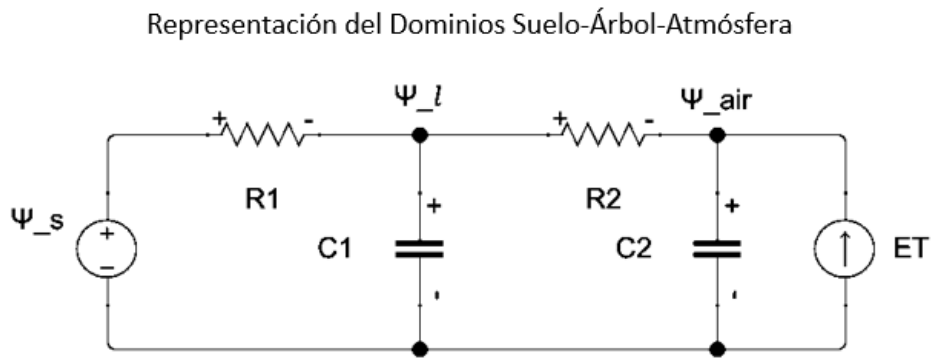 Representación del Dominios Suelo-Árbol-Atmósfera
Ψ_l
Ψ_air
+ -
+ -
R1
R2
Ψ_s
+
-
+
C1
+
C2
ET